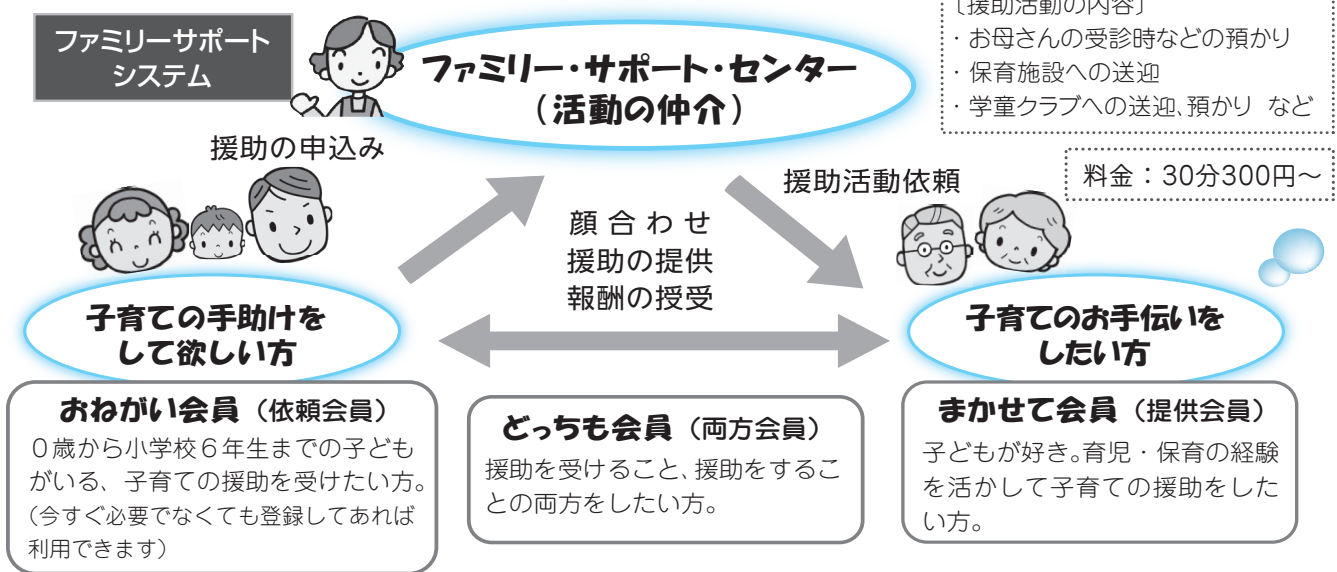 ファミリーサポート
システム
ファミリー・サポート・センター
(活動の仲介)
〔援助活動の内容〕
・お母さんの受診時などの預かり
・保育施設への送迎
・学童クラブへの送迎、預かり など
料金：30分300円～
援助の申込み
援助活動依頼
顔合わせ
援助の提供
報酬の授受
子育ての手助けを
して欲しい方
子育てのお手伝いを
したい方
おねがい会員（依頼会員）
０歳から小学校６年生までの子ども
がいる、子育ての援助を受けたい方。
(今すぐ必要でなくても登録してあれば
利用できます)
どっちも会員（両方会員）
援助を受けること、援助をするこ
との両方をしたい方。
まかせて会員（提供会員）
子どもが好き。育児・保育の経験
を活かして子育ての援助をした
い方。